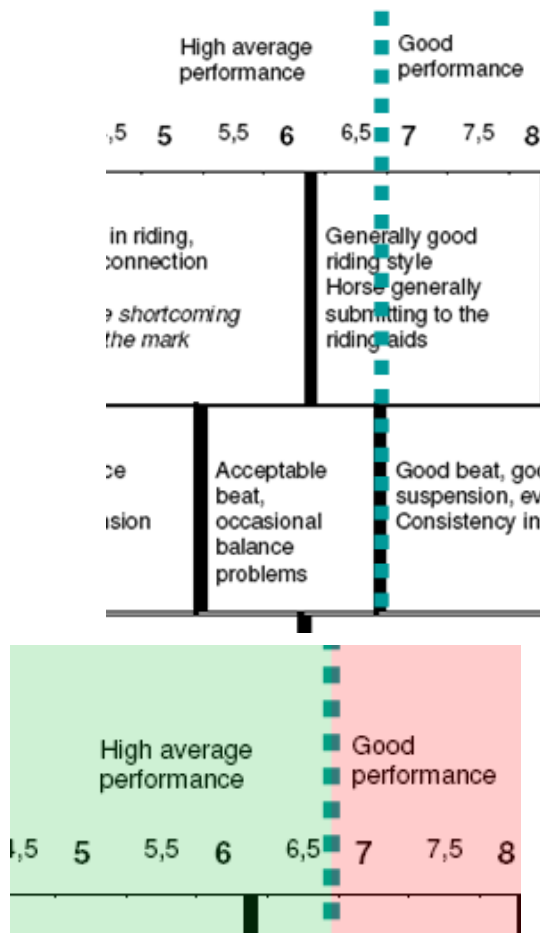 High average
performance
Good
performance
5 5,5 6 6,5 7 7,5 8
in riding,
connection
shortcoming
the mark
Generally good
riding style
Horse generally
submitting to the
riding aids
Acceptable
beat,
occasional
balance
problems
Good beat,
suspension,
Consistency in
High average
performance
Good
performance
4,5 5 5,5 6 6,5 7 7,5 8